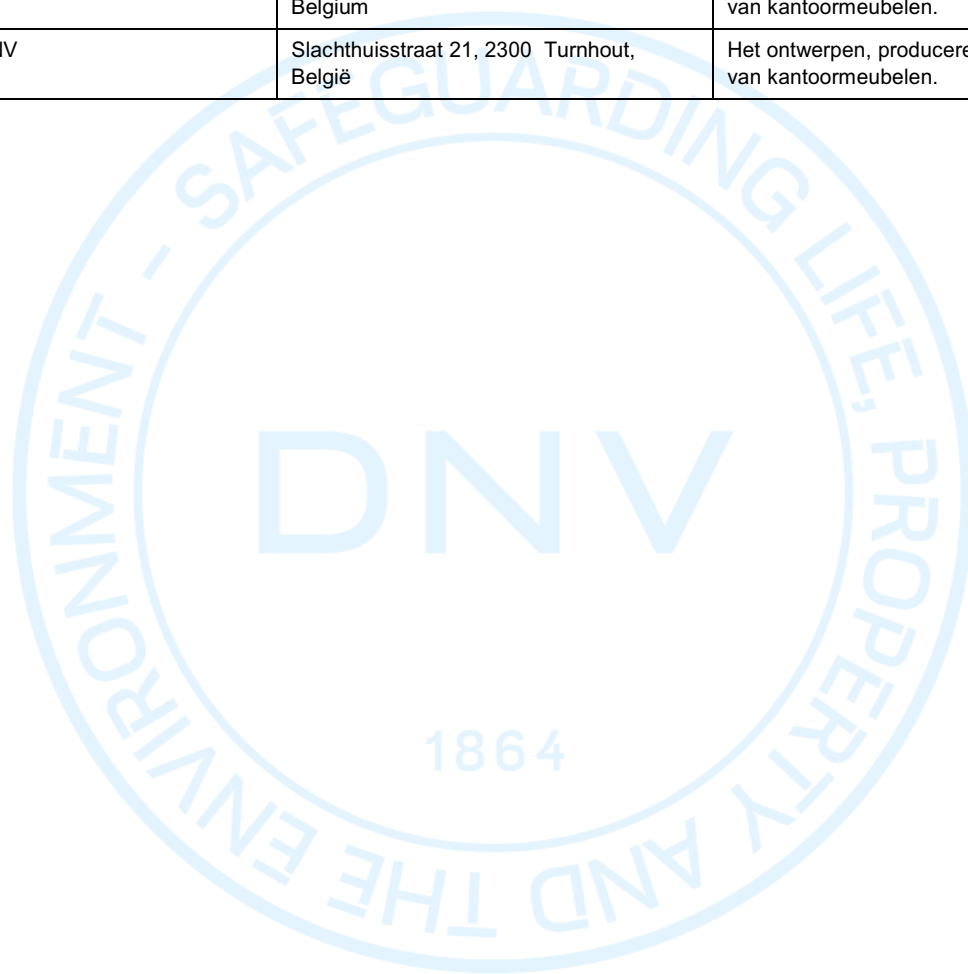 Belgium
van kantoormeubelen.
Slachthuisstraat 21, 2300 Turnhout,
België
Het ontwerpen, producere
van kantoormeubelen.
SAFEGUARDING LIFE, PROPERTY AND THE ENVIRONMENT -
DNV
1864